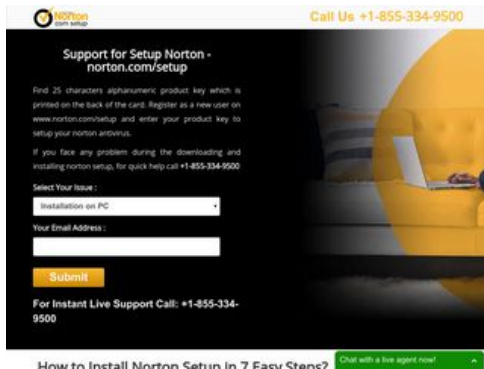 Norton
com setup
Call Us +1-855-334-9500
Support for Setup Norton -
norton.com/setup
Find 25 characters alphanumeric product key which is
printed on the back of the card. Register as a new user on
www.norton.com/setup and enter your product key to
setup your norton antivirus.
If you face any problem during the downloading and
installing norton setup, for quick help call +1-855-334-9500
Select Your Issue :
Installation on PC
Your Email Address :
Submit
For Instant Live Support Call: +1-855-334-
9500
How to Install Norton Setup in 7 Easy Steps?
Chat with a live agent now!